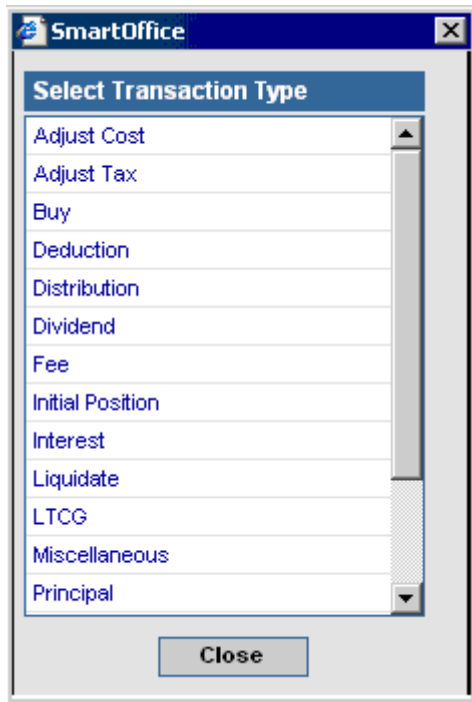 SmartOffice
Select Transaction Type
Adjust Cost
Adjust Tax
Buy
Deduction
Distribution
Dividend
Fee
Initial Position
Interest
Liquidate
LTCG
Miscellaneous
Principal
Close